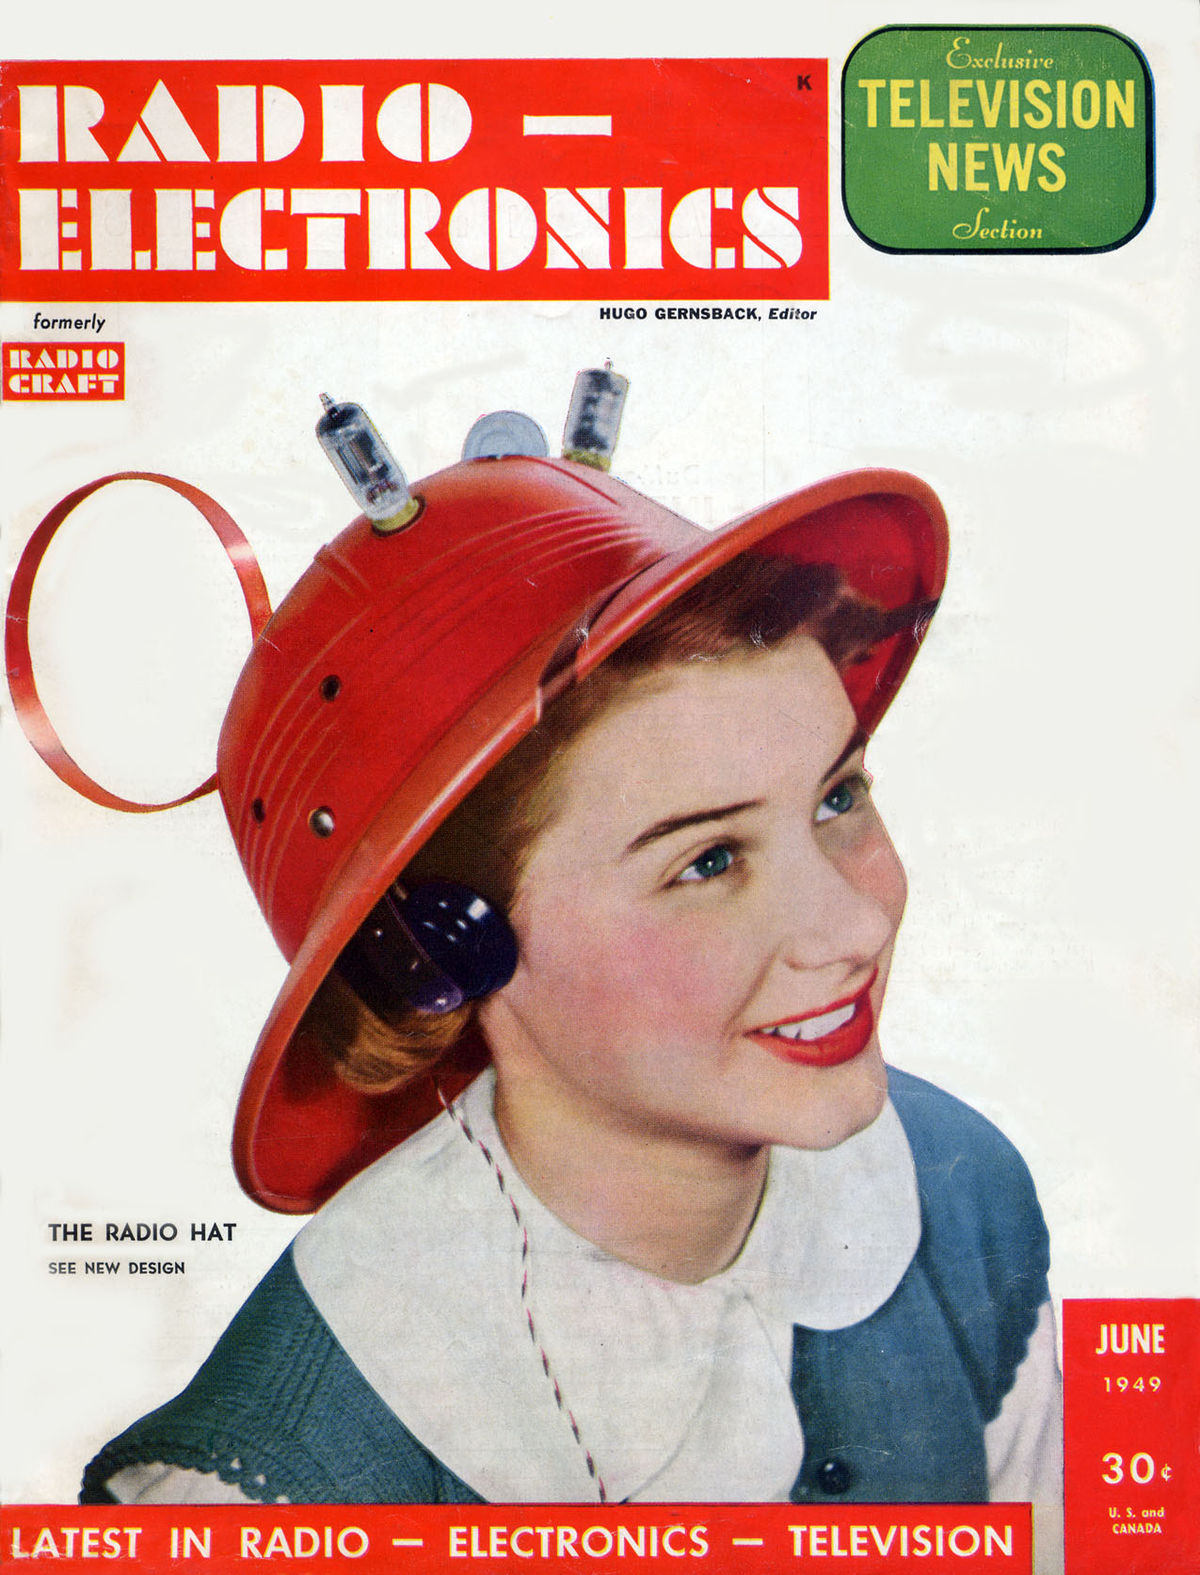 K
RADIO —
ELECTRONICS
Exclusive
TELEVISION
NEWS
Section
HUGO GERNSBACK, Editor
formerly
RADIO
CRAFT
THE RADIO HAT
SEE NEW DESIGN
JUNE
1949
30¢
U. S. and
CANADA
LATEST IN RADIO — ELECTRONICS — TELEVISION